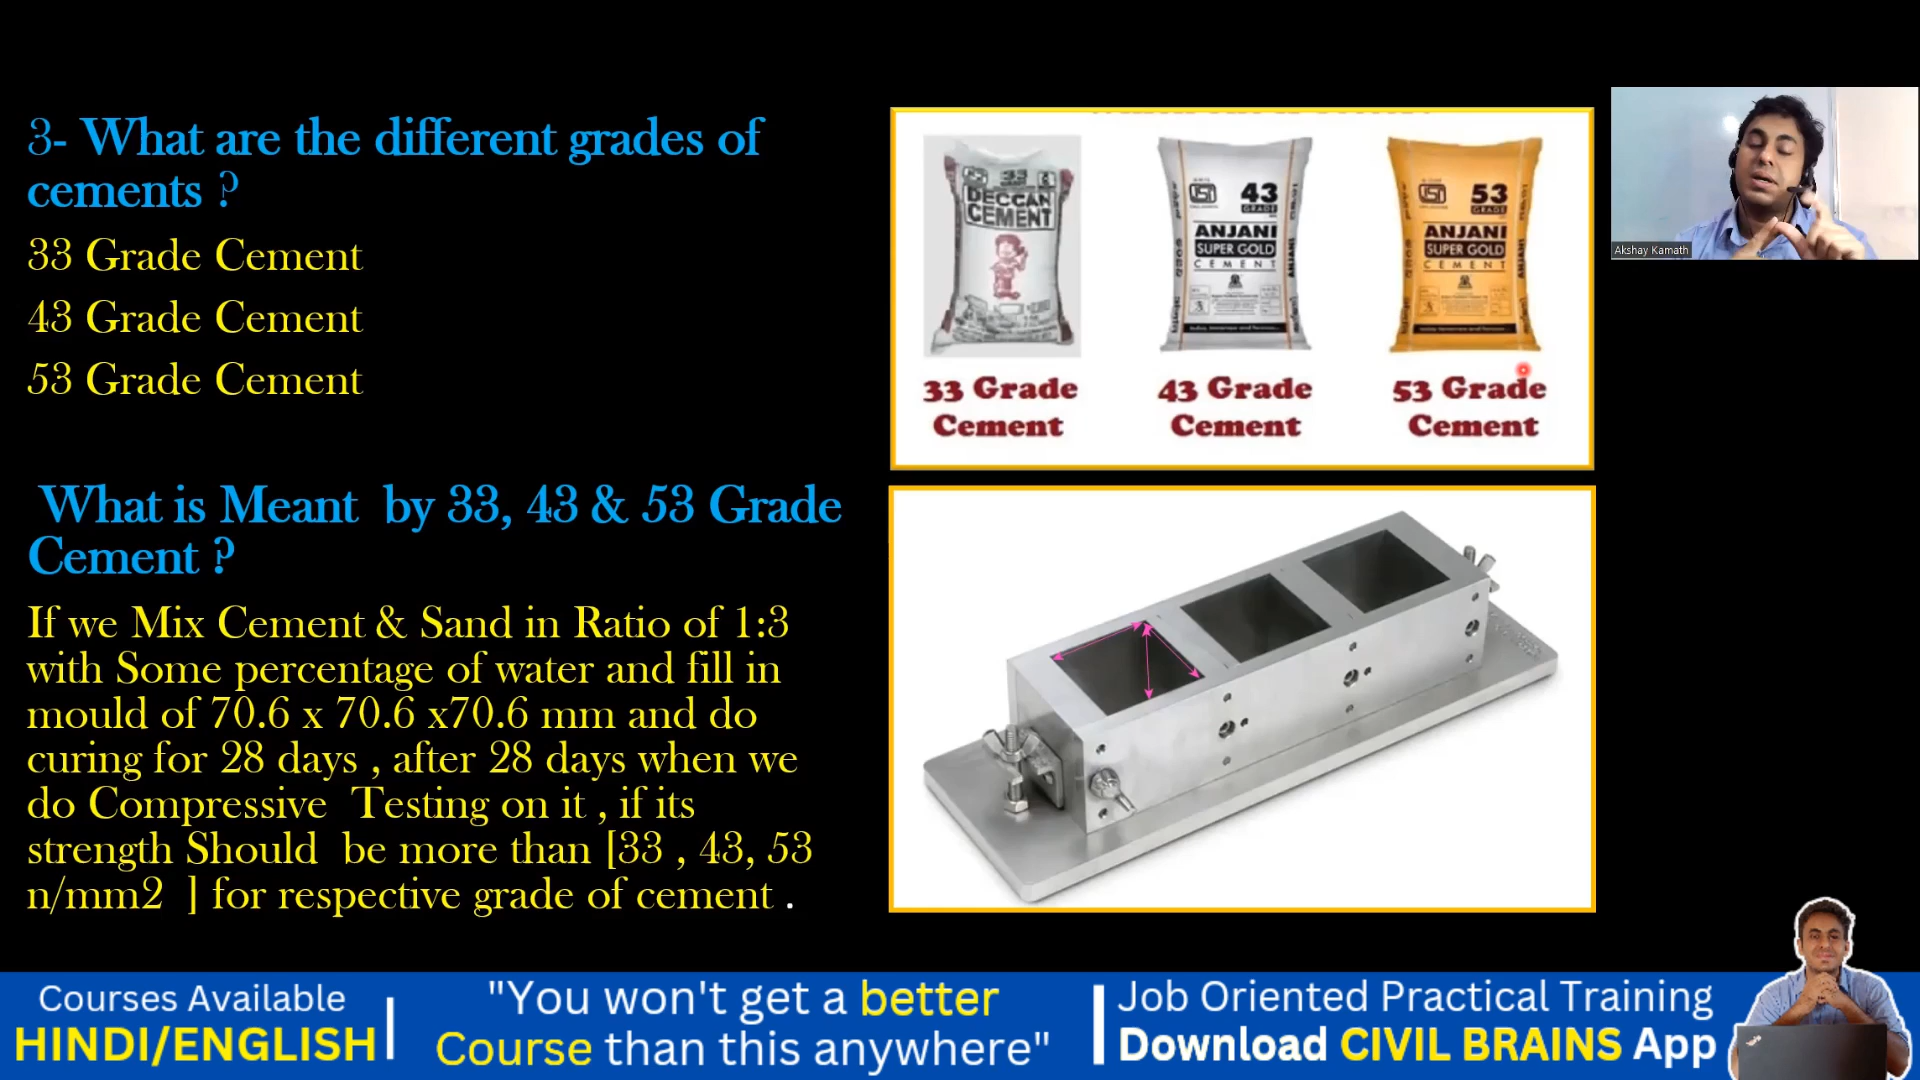 3- What are the different grades of
cements ?
33 Grade Cement
43 Grade Cement
53 Grade Cement
What is Meant by 33, 43 & 53 Grade
Cement ?
If we Mix Cement & Sand in Ratio of 1:3
with Some percentage of water and fill in
mould of 70.6 x 70.6 x70.6 mm and do
curing for 28 days , after 28 days when we
do Compressive Testing on it , if its
strength Should be more than [33 , 43, 53
n/mm2 ] for respective grade of cement .
33
DECCAN
CEMENT
43
GRADE
ANJANI
SUPER GOLD
CEMENT
53
GRADE
ANJANI
SUPER GOLD
CEMENT
33 Grade
Cement
43 Grade
Cement
53 Grade
Cement
Akshay Kamath
Courses Available
HINDI/ENGLISH
"You won't get a better
Course than this anywhere"
Job Oriented Practical Training
Download CIVIL BRAINS App